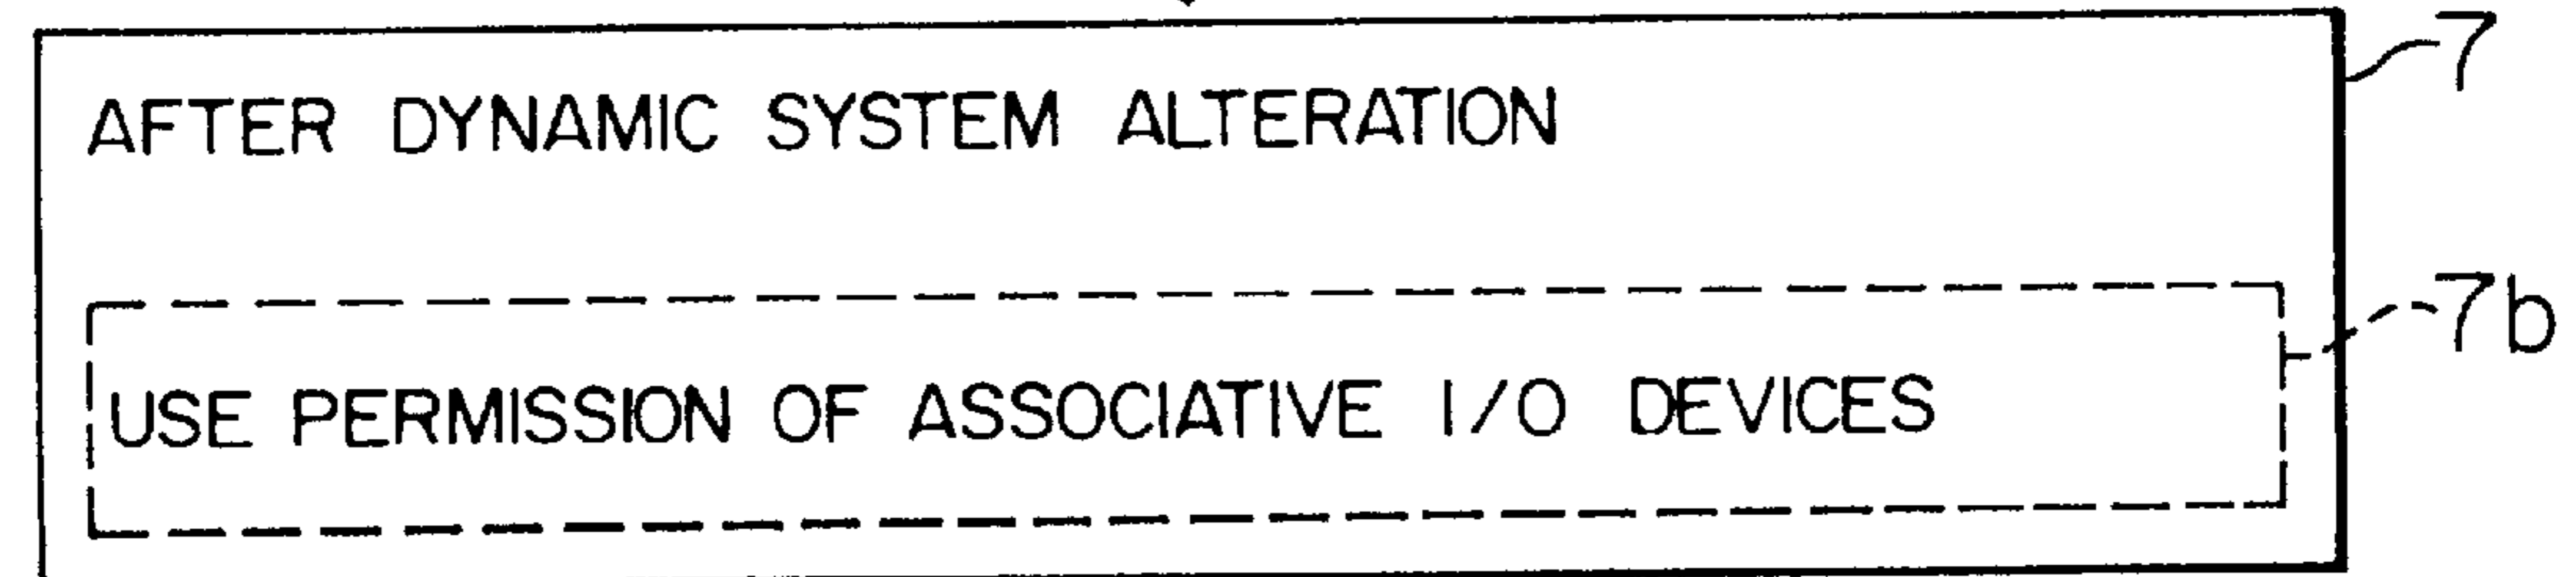 7
AFTER DYNAMIC SYSTEM ALTERATION
7b
USE PERMISSION OF ASSOCIATIVE I/O DEVICES